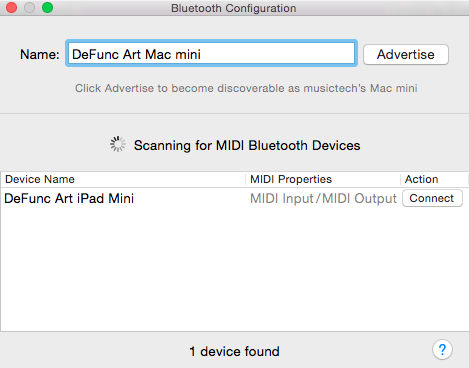 Bluetooth Configuration
Name: DeFunc Art Mac mini Advertise
Click Advertise to become discoverable as musictech's Mac mini
Scanning for MIDI Bluetooth Devices
Device Name MIDI Properties Action
DeFunc Art iPad Mini MIDI Input/MIDI Output Connect
1 device found ?